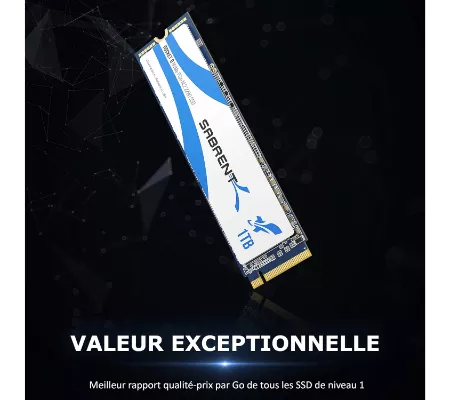 SABRENT
1TB
VALEUR EXCEPTIONNELLE
Meilleur rapport qualité-prix par Go de tous les SSD de niveau 1